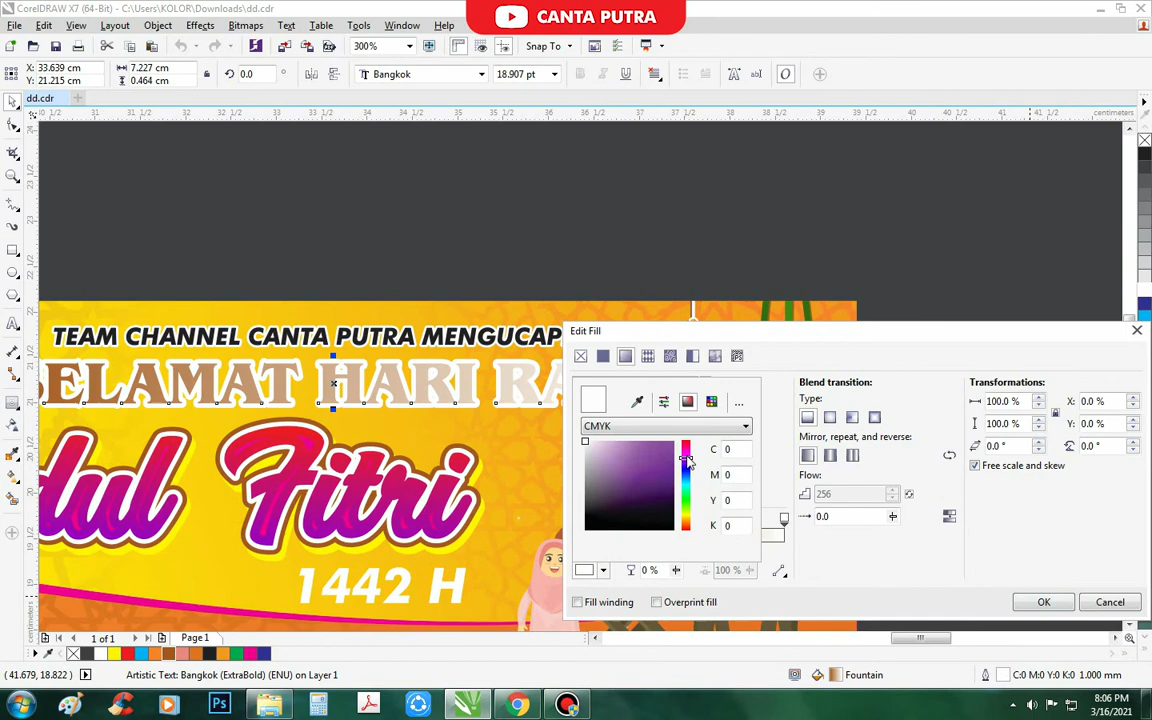 CorelDRAW X7 (64-Bit) - C:\Users\KOLOR\Downloads\dd.cdr
CANTA PUTRA
File Edit View Layout Object Effects Bitmaps Text Table Tools Window Help
300% Snap To
X: 33.639 cm
Y: 21.215 cm
7.227 cm
0.464 cm
0.0 °
Bangkok
18.907 pt
dd.cdr
centimeters
TEAM CHANNEL CANTA PUTRA MENGUCAP
SELAMAT HARI RA
dul Fitri
1442 H
Edit Fill
CMYK
C 0
M 0
Y 0
K 0
0 %
100 %
Fill winding
Overprint fill
Blend transition:
Type:
Mirror, repeat, and reverse:
Flow:
256
0.0
Transformations:
100.0 % X: 0.0 %
100.0 % Y: 0.0 %
0.0 ° 0.0 °
Free scale and skew
OK Cancel
1 of 1 Page 1
(41.679, 18.822) Artistic Text: Bangkok (ExtraBold) (ENU) on Layer 1 Fountain C:0 M:0 Y:0 K:0 1.000 mm
8:06 PM
3/16/2021